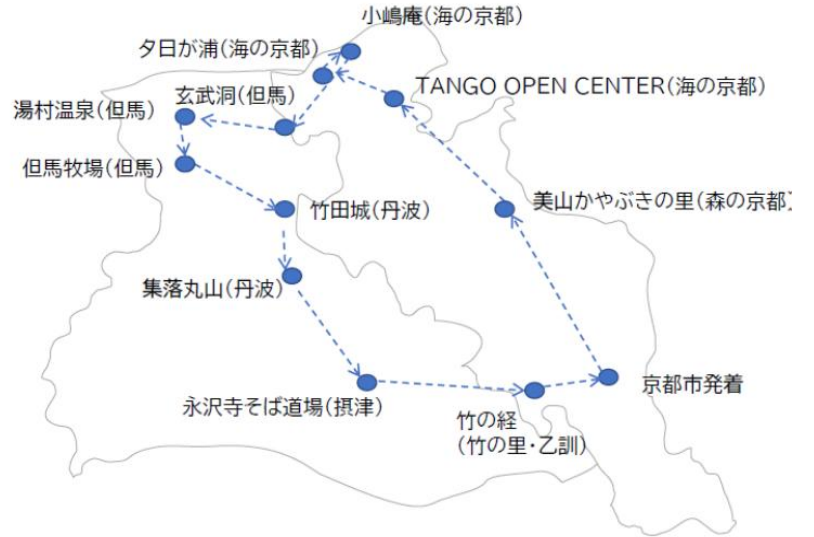 小嶋庵(海の京都)
夕日が浦(海の京都)
TANGO OPEN CENTER(海の京都)
玄武洞(但馬)
湯村温泉(但馬)
但馬牧場(但馬)
竹田城(丹波)
美山かやぶきの里(森の京都)
集落丸山(丹波)
永沢寺そば道場(摂津)
京都市発着
竹の経
(竹の里・乙訓)